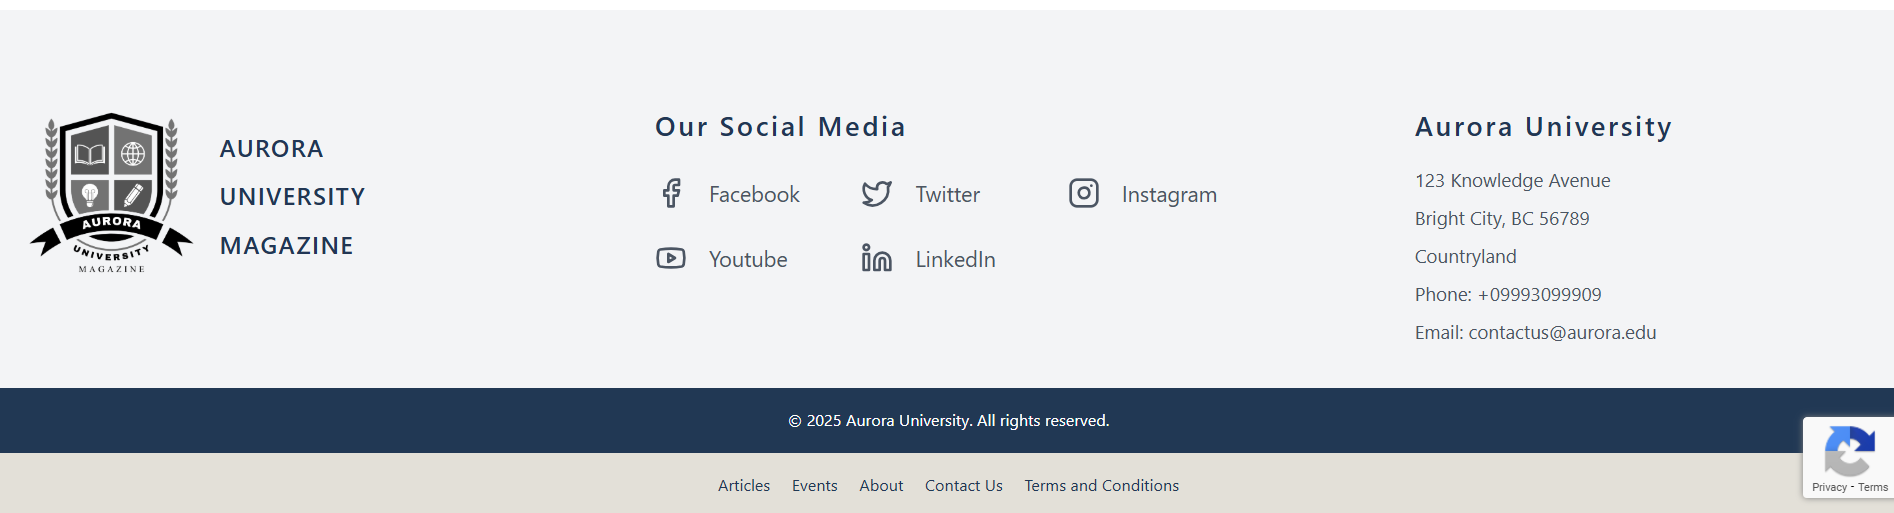 AURORA
UNIVERSITY
MAGAZINE
AURORA
UNIVERSITY
MAGAZINE
Our Social Media
Facebook
Twitter
Instagram
Youtube
LinkedIn
Aurora University
123 Knowledge Avenue
Bright City, BC 56789
Countryland
Phone: +09993099909
Email: contactus@aurora.edu
© 2025 Aurora University. All rights reserved.
Articles Events About Contact Us Terms and Conditions
Privacy - Terms